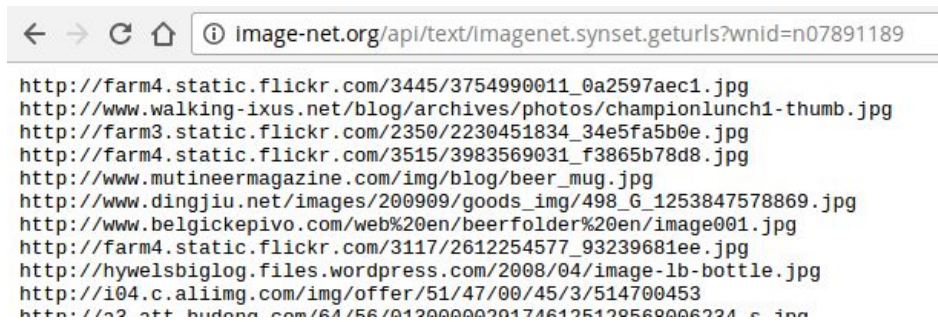 image-net.org/api/text/imagenet.synset.geturls?wnid=n07891189
http://farm4.static.flickr.com/3445/3754990011_0a2597aec1.jpg
http://www.walking-ixus.net/blog/archives/photos/championlunch1-thumb.jpg
http://farm3.static.flickr.com/2350/2230451834_34e5fa5b0e.jpg
http://farm4.static.flickr.com/3515/3983569031_f3865b78d8.jpg
http://www.mutineermagazine.com/img/blog/beer_mug.jpg
http://www.dingjiu.net/images/200909/goods_img/498_G_1253847578869.jpg
http://www.belgickepivo.com/web%20en/beerfolder%20en/image001.jpg
http://farm4.static.flickr.com/3117/2612254577_93239681ee.jpg
http://hywelsbiglog.files.wordpress.com/2008/04/image-lb-bottle.jpg
http://i04.c.aliimg.com/img/offer/51/47/00/45/3/514700453